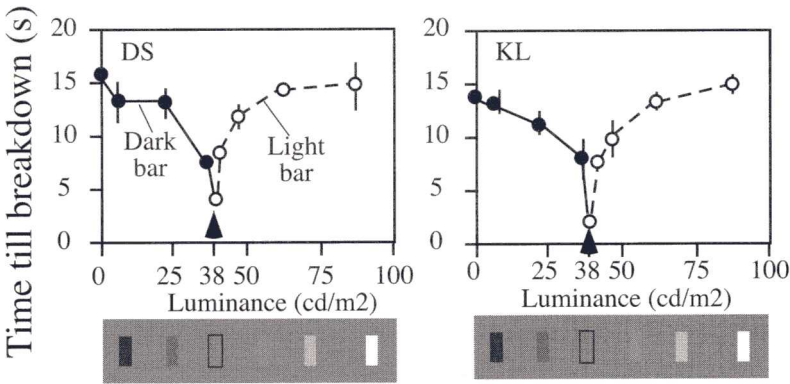 Time till breakdown (s)
20
15
10
5
0
DS
Dark
bar
Light
bar
0 25 38 50 75 100
Luminance (cd/m2)
20
15
10
5
0
KL
0 25 38 50 75 100
Luminance (cd/m2)